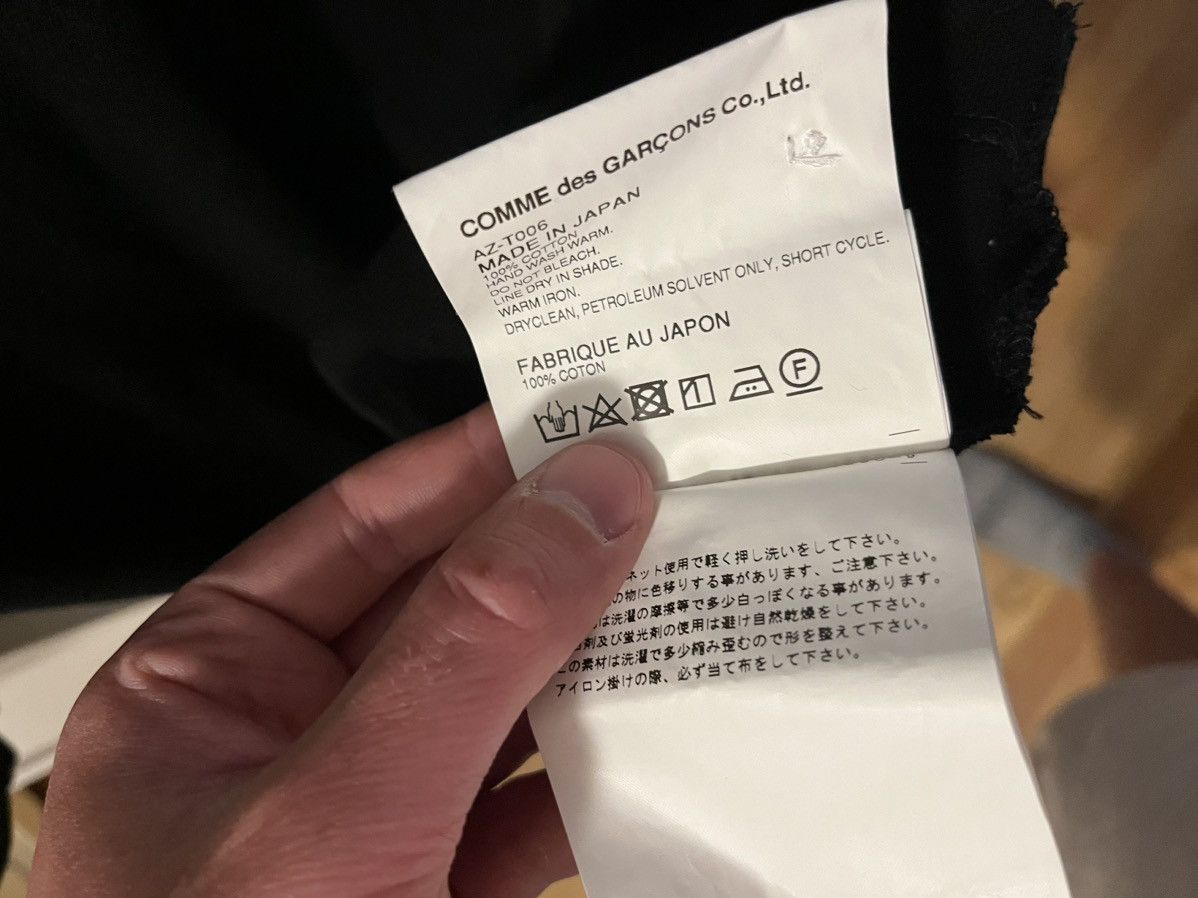 COMME des GARÇONS Co.,Ltd.
AZ-T006
MADE IN JAPAN
100% COTTON
HAND WASH WARM.
DO NOT BLEACH.
LINE DRY IN SHADE.
WARM IRON.
DRYCLEAN, PETROLEUM SOLVENT ONLY, SHORT CYCLE.
FABRIQUE AU JAPON
100% COTON
F
ネット使用で軽く押し洗いをして下さい。
の物に色移りする事があります、ご注意下さい。
は洗濯の摩擦等で多少白っぽくなる事があります。
剤及び蛍光剤の使用は避け自然乾燥をして下さい。
の素材は洗濯で多少縮み歪むので形を整えて下さい。
アイロン掛けの際、必ず当て布をして下さい。